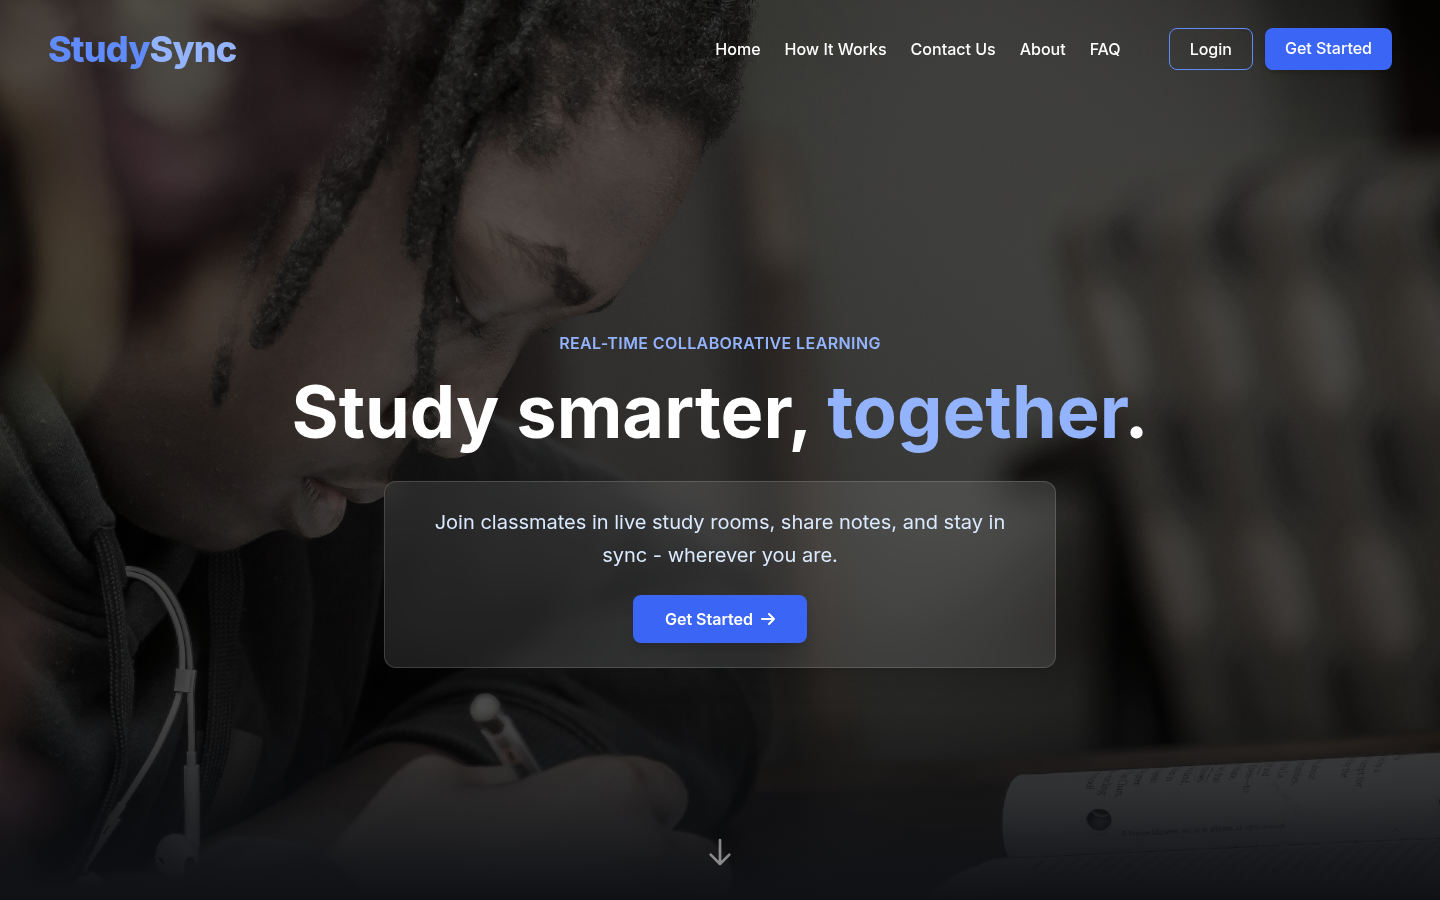 StudySync
Home
How It Works
Contact Us
About
FAQ
Login
Get Started
REAL-TIME COLLABORATIVE LEARNING
Study smarter, together.
Join classmates in live study rooms, share notes, and stay in
sync - wherever you are.
Get Started →